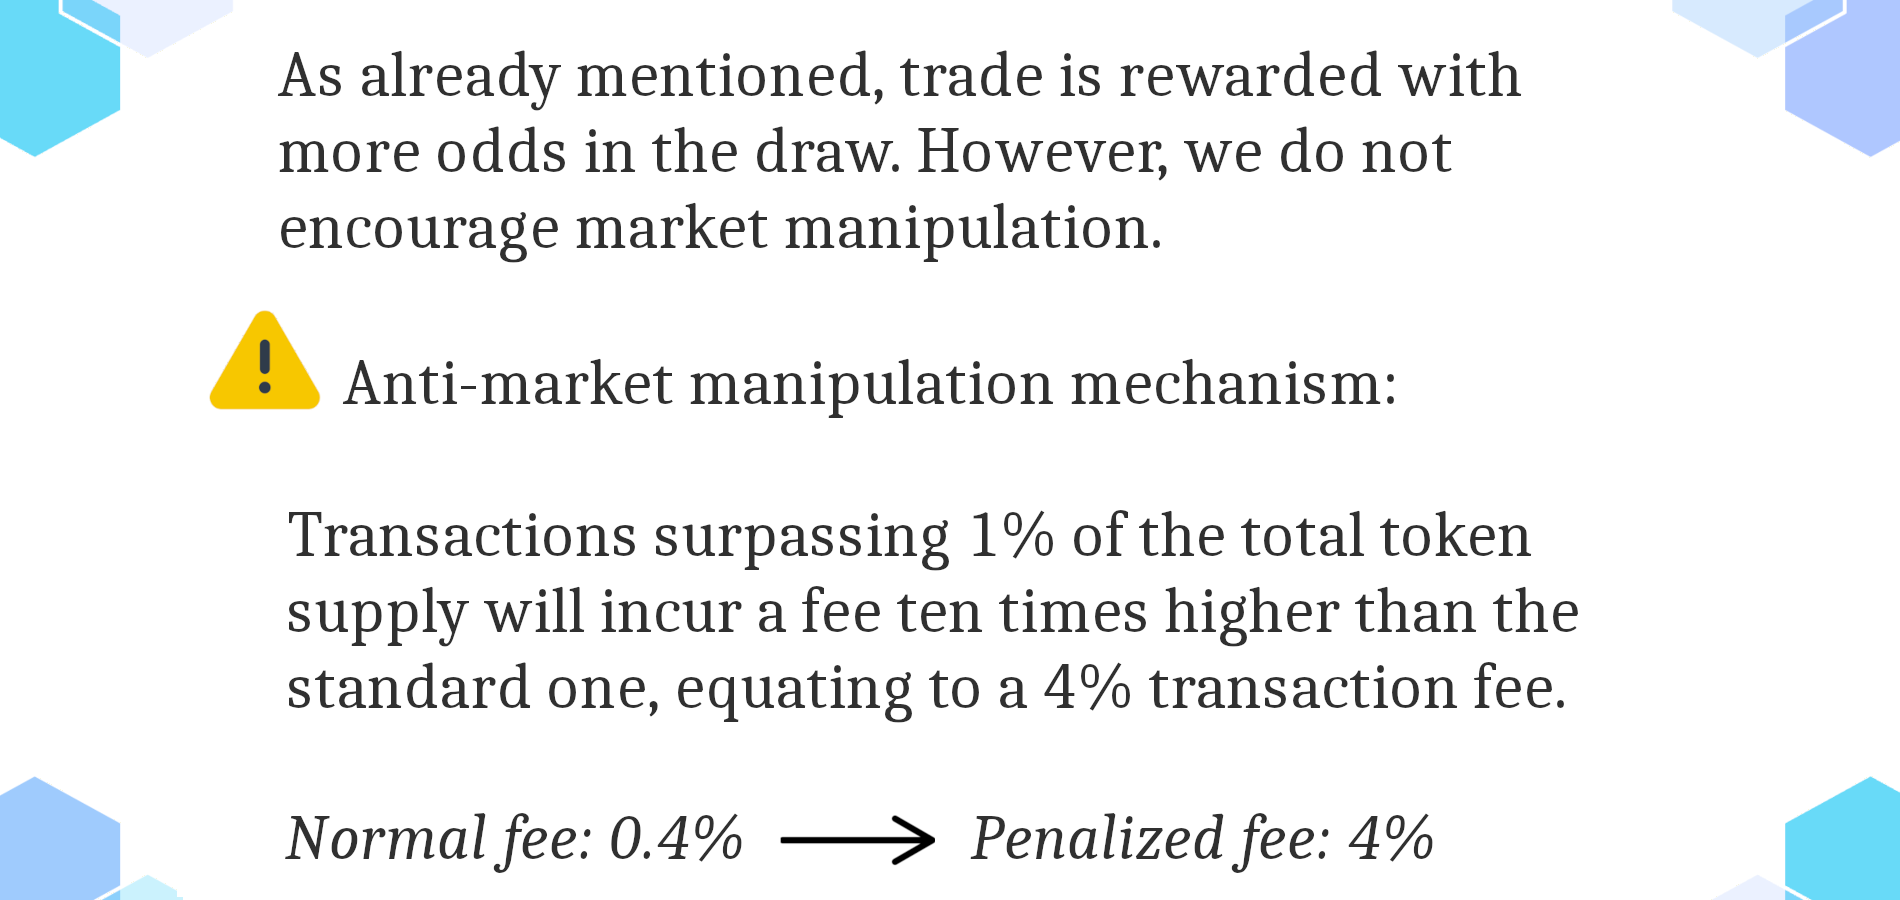 As already mentioned, trade is rewarded with
more odds in the draw. However, we do not
encourage market manipulation.
Anti-market manipulation mechanism:
Transactions surpassing 1% of the total token
supply will incur a fee ten times higher than the
standard one, equating to a 4% transaction fee.
Normal fee: 0.4% → Penalized fee: 4%